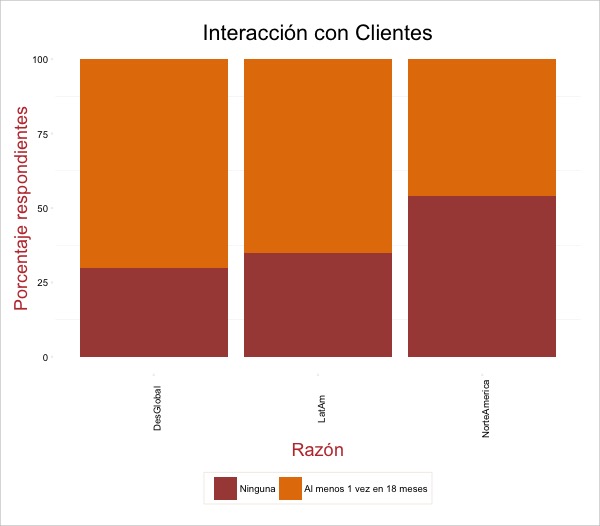 Interacción con Clientes
Porcentaje respondientes
100
75
50
25
0
DesGlobal
LatAm
NorteAmerica
Razón
Ninguna
Al menos 1 vez en 18 meses